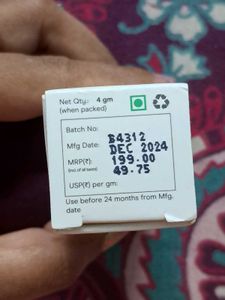 Net Qty: 4 gm
(when packed)
Batch No: B4312
Mfg Date: DEC 2024
MRP(₹): 199.00
(incl. of all taxes)
USP(₹) per gm: 49.75
Use before 24 months from Mfg.
date